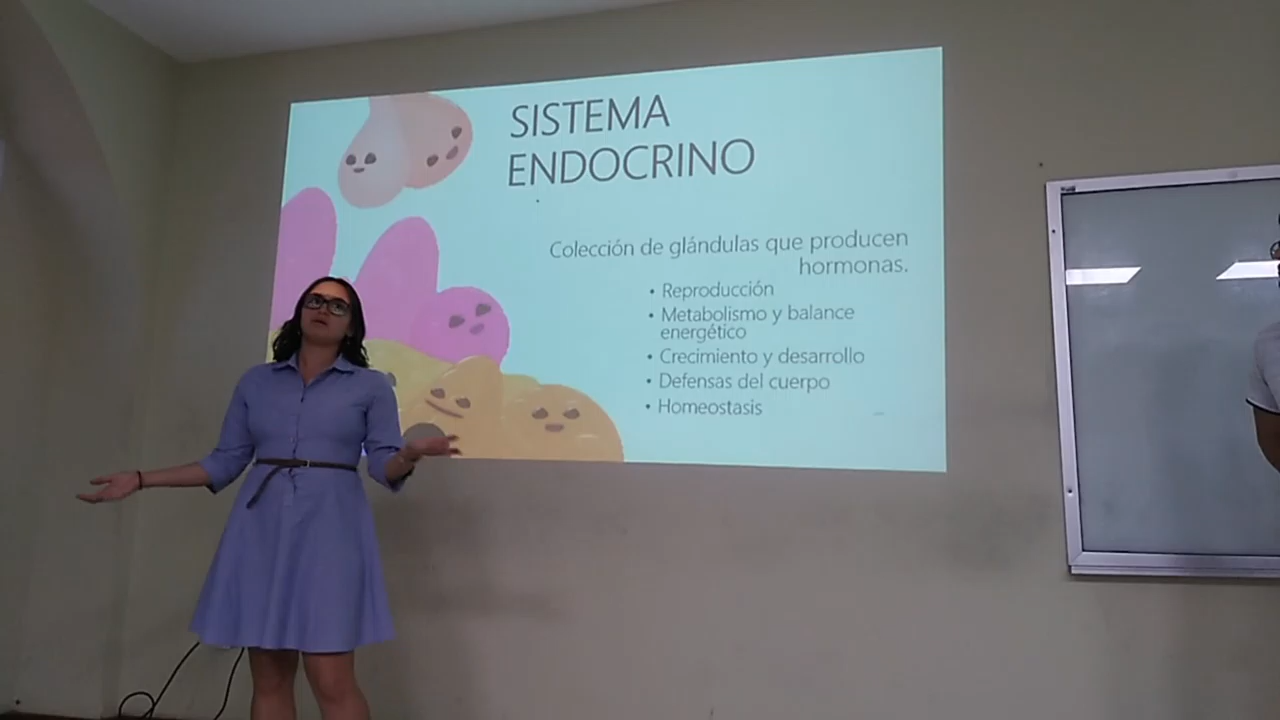 SISTEMA
ENDOCRINO
Colección de glándulas que producen
hormonas.
• Reproducción
• Metabolismo y balance
energético
• Crecimiento y desarrollo
• Defensas del cuerpo
• Homeostasis